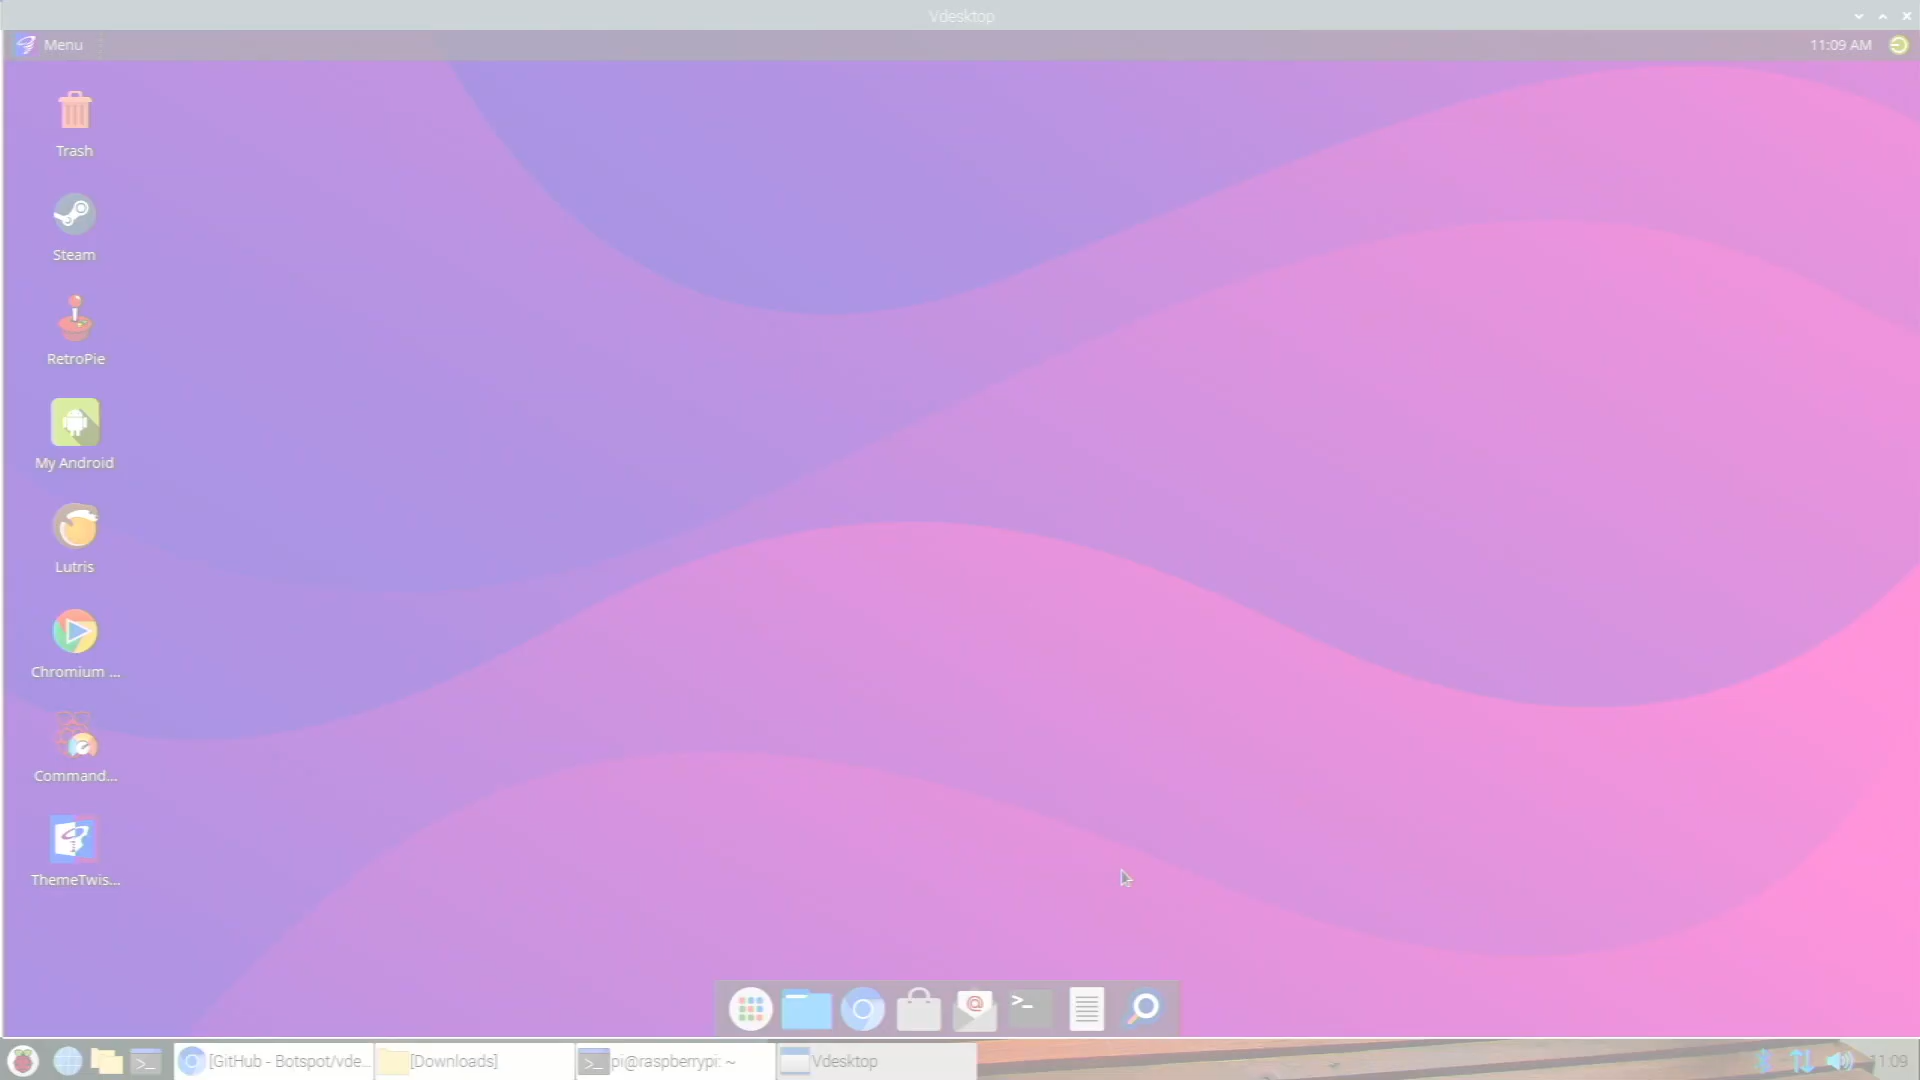 Vdesktop
Menu
11:09 AM
Trash
Steam
RetroPie
My Android
Lutris
Chromium ...
Command...
ThemeTwis...
[GitHub - Botspot/vde...
[Downloads]
pi@raspberrypi: ~
Vdesktop
11:09